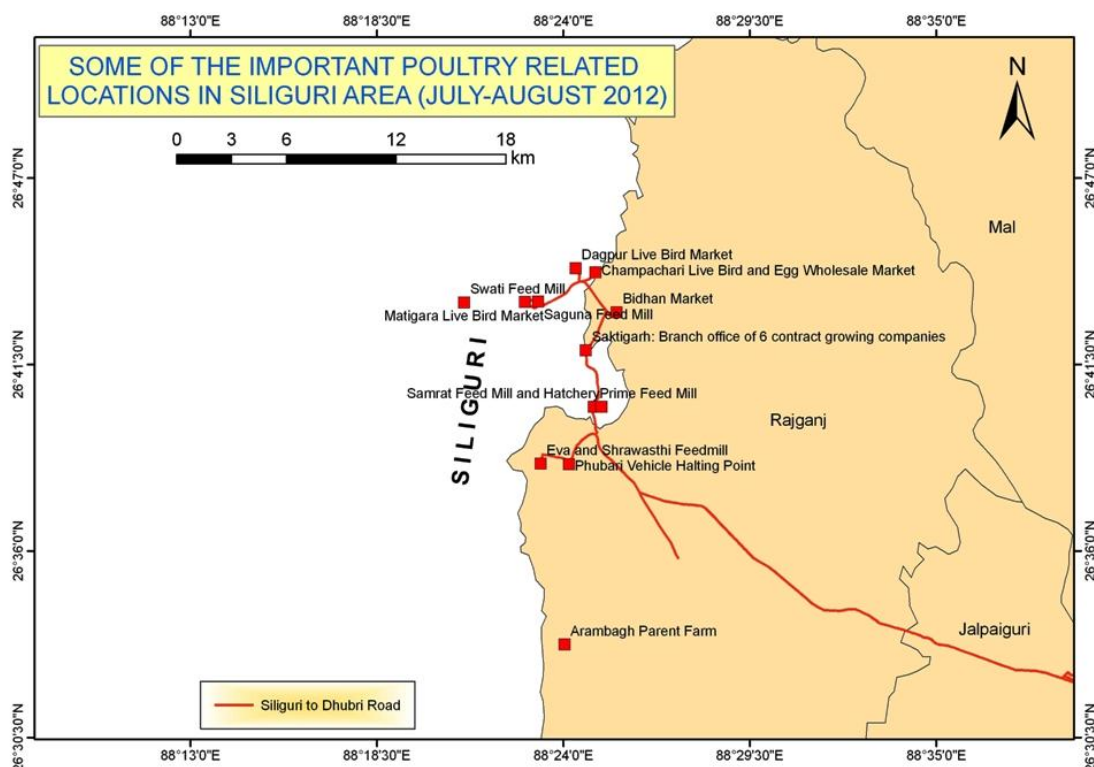 88°13'0"E 88°18'30"E 88°24'0"E 88°29'30"E 88°35'0"E
SOME OF THE IMPORTANT POULTRY RELATED
LOCATIONS IN SILIGURI AREA (JULY-AUGUST 2012)
N
0 3 6 12 18
km
26°47'0"N 26°47'0"N
Mal
Dagpur Live Bird Market
Champachari Live Bird and Egg Wholesale Market
Swati Feed Mill
Bidhan Market
Matigara Live Bird Market
Saguna Feed Mill
Saktigarh: Branch office of 6 contract growing companies
26°41'30"N 26°41'30"N
SILIGURI
Samrat Feed Mill and Hatchery
Prime Feed Mill
Rajganj
Eva and Shrawasthi Feedmill
Phubari Vehicle Halting Point
26°36'0"N 26°36'0"N
Arambagh Parent Farm
Jalpaiguri
Siliguri to Dhubri Road
26°30'30"N 26°30'30"N
88°13'0"E 88°18'30"E 88°24'0"E 88°29'30"E 88°35'0"E